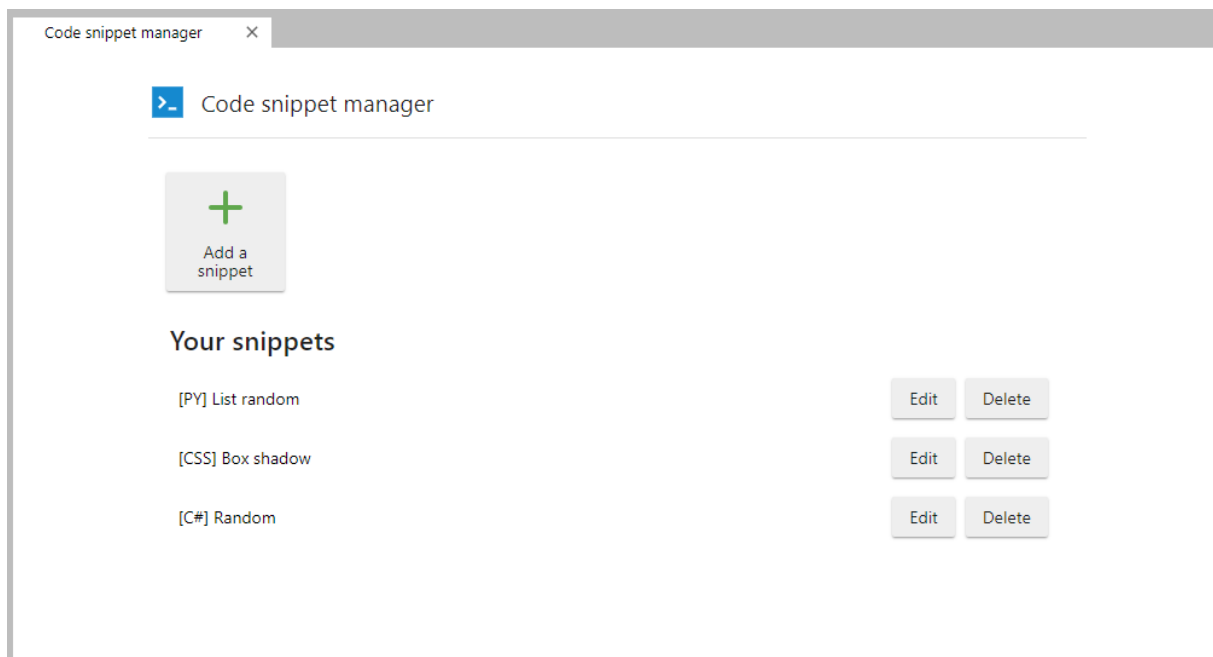 Code snippet manager
Code snippet manager
Add a
snippet
Your snippets
[PY] List random Edit Delete
[CSS] Box shadow Edit Delete
[C#] Random Edit Delete